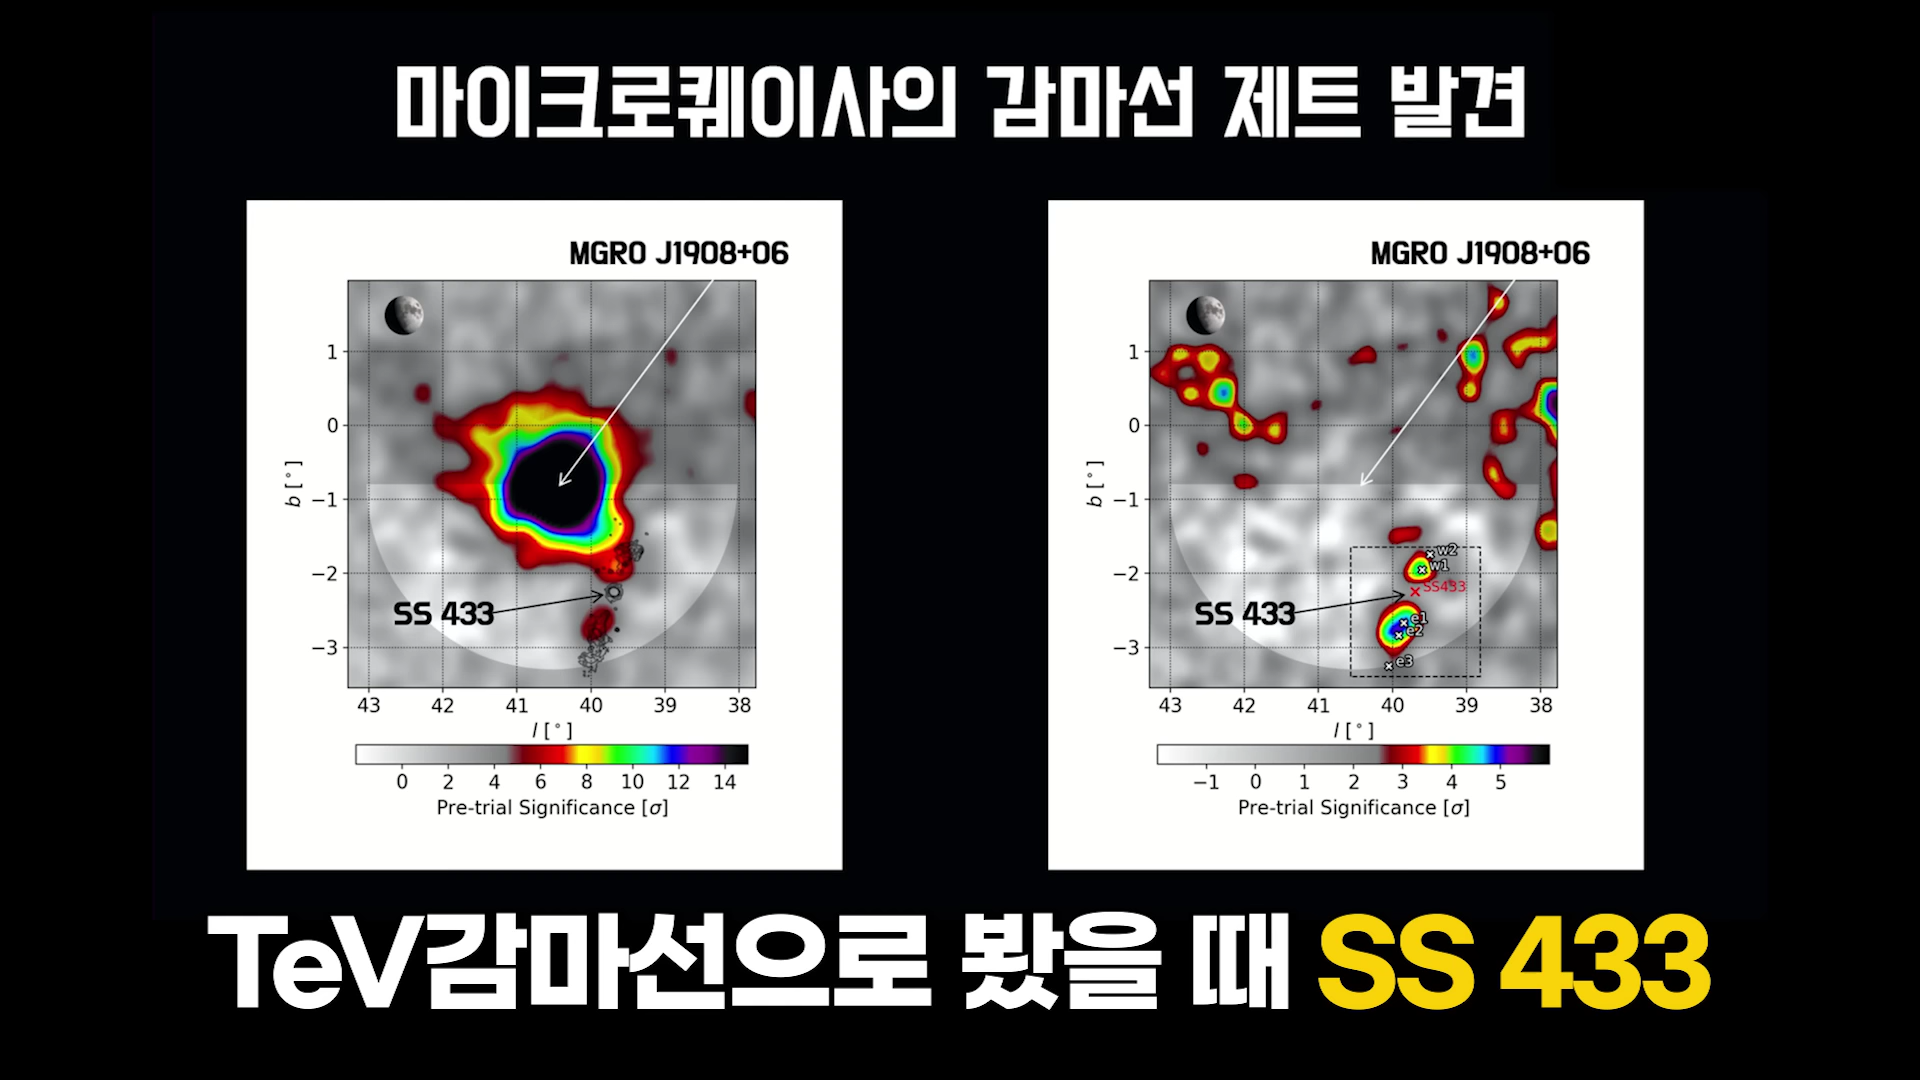 마이크로퀘이사의 감마선 제트 발견
MGRO J1908+06
1
0
−1
−2
−3
b [°]
SS 433
43 42 41 40 39 38
l [°]
0 2 4 6 8 10 12 14
Pre-trial Significance [σ]
MGRO J1908+06
1
0
−1
−2
−3
b [°]
w2
w1
SS433
SS 433
e1
e2
e3
43 42 41 40 39 38
l [°]
−1 0 1 2 3 4 5
Pre-trial Significance [σ]
TeV감마선으로 봤을 때 SS 433